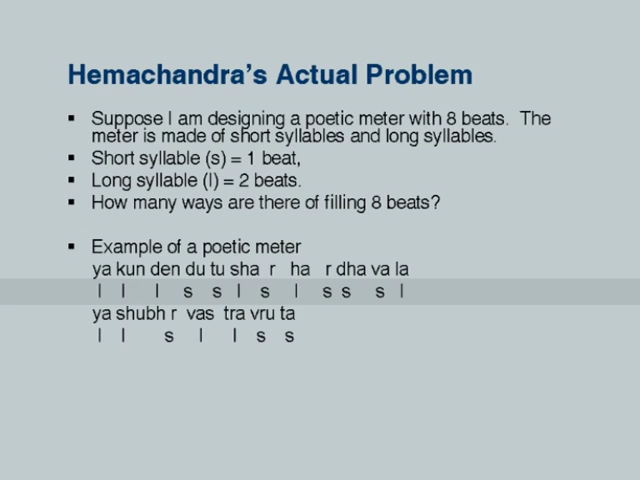 Hemachandra's Actual Problem
▪ Suppose I am designing a poetic meter with 8 beats. The
meter is made of short syllables and long syllables.
▪ Short syllable (s) = 1 beat,
▪ Long syllable (l) = 2 beats.
▪ How many ways are there of filling 8 beats?
▪ Example of a poetic meter
ya kun den du tu sha r ha r dha va la
l l l s s l s l s s s l
ya shubh r vas tra vru ta
l l s l l s s